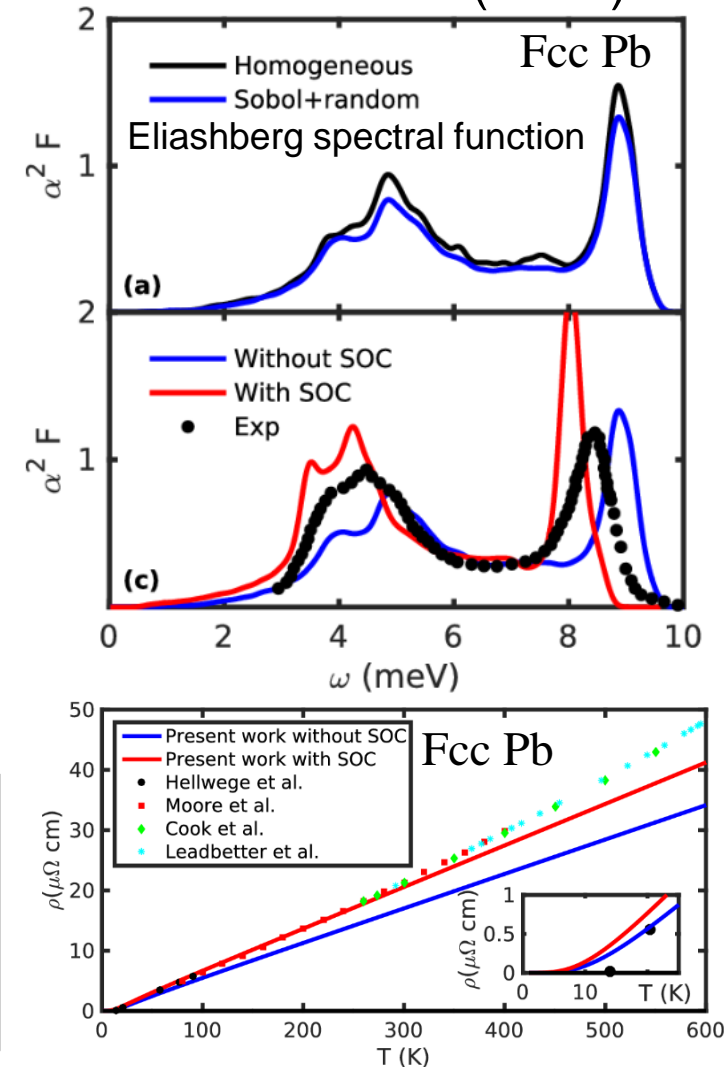 Fcc Pb
2
Homogeneous
Sobol+random
Eliashberg spectral function
α² F
1
(a)
2
Without SOC
With SOC
Exp
α² F
1
(c)
0 2 4 6 8 10
ω (meV)
50
Present work without SOC
Fcc Pb
Present work with SOC
40
Hellwege et al.
Moore et al.
30
Cook et al.
Leadbetter et al.
ρ(μΩ cm)
20
1
0.5
ρ(μΩ cm)
10
0
0 10 T (K)
0
0 100 200 300 400 500 600
T (K)